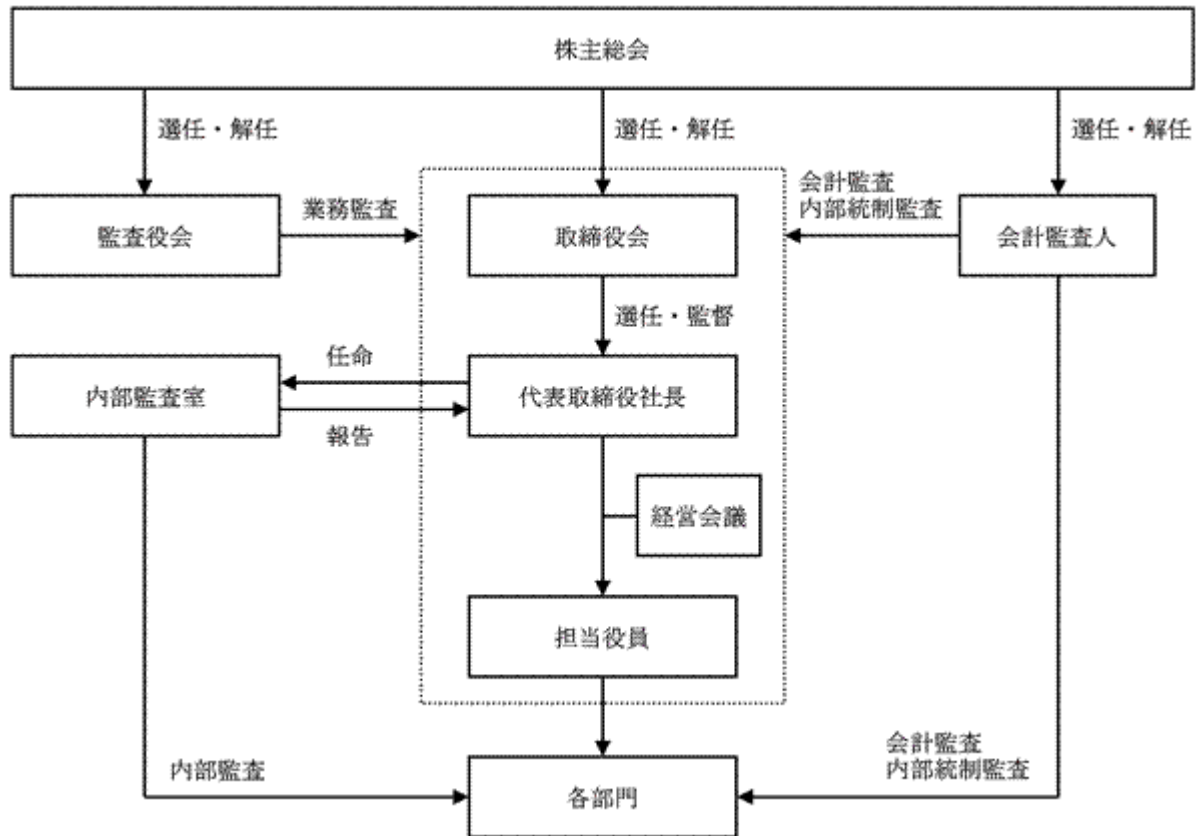 株主総会
選任・解任
選任・解任
選任・解任
監査役会
業務監査
取締役会
会計監査
内部統制監査
会計監査人
選任・監督
内部監査室
任命
報告
代表取締役社長
経営会議
担当役員
内部監査
各部門
会計監査
内部統制監査